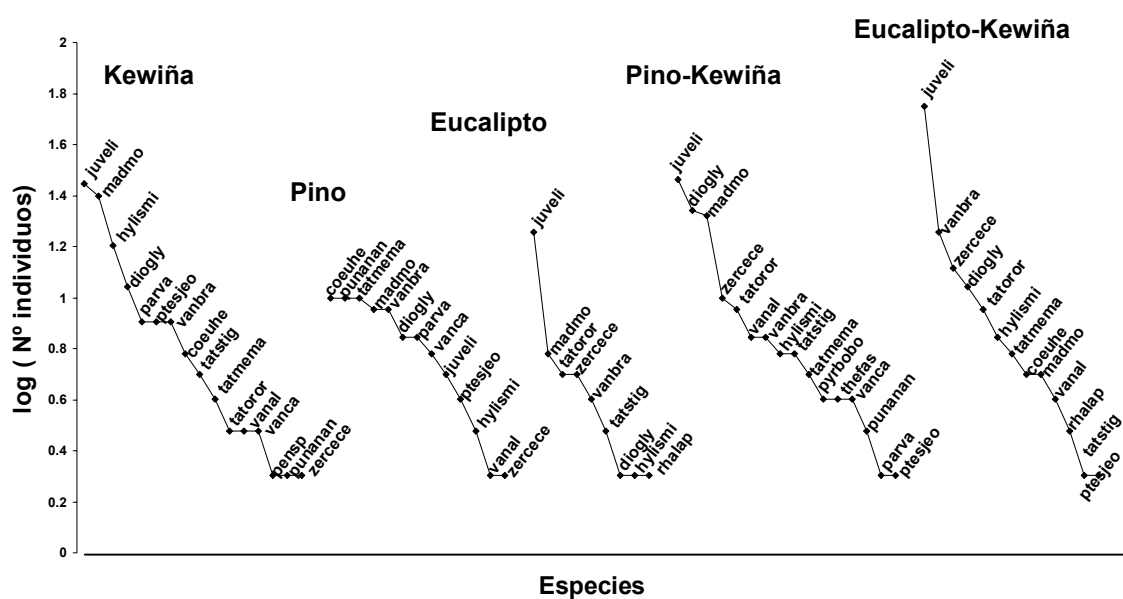 Eucalipto-Kewiña
Kewiña
Pino-Kewiña
Eucalipto
Pino
log ( Nº individuos)
2
1.8
1.6
1.4
1.2
1
0.8
0.6
0.4
0.2
0
juveli
madmo
hylismi
diogly
parva
ptesjeo
vanbra
coeuhe
tatstig
tatmema
tatoror
vanal
vanca
pensp
punanan
zercece
coeuhe
punanan
tatmema
madmo
vanbra
diogly
parva
vanca
juveli
ptesjeo
hylismi
vanal
zercece
juveli
madmo
tatoror
zercece
vanbra
tatstig
diogly
hylismi
rhalap
juveli
diogly
madmo
zercece
tatoror
vanal
vanbra
hylismi
tatstig
tatmema
pyrbobo
thefas
vanca
punanan
parva
ptesjeo
juveli
vanbra
zercece
diogly
tatoror
hylismi
tatmema
coeuhe
madmo
vanal
rhalap
tatstig
ptesjeo
Especies